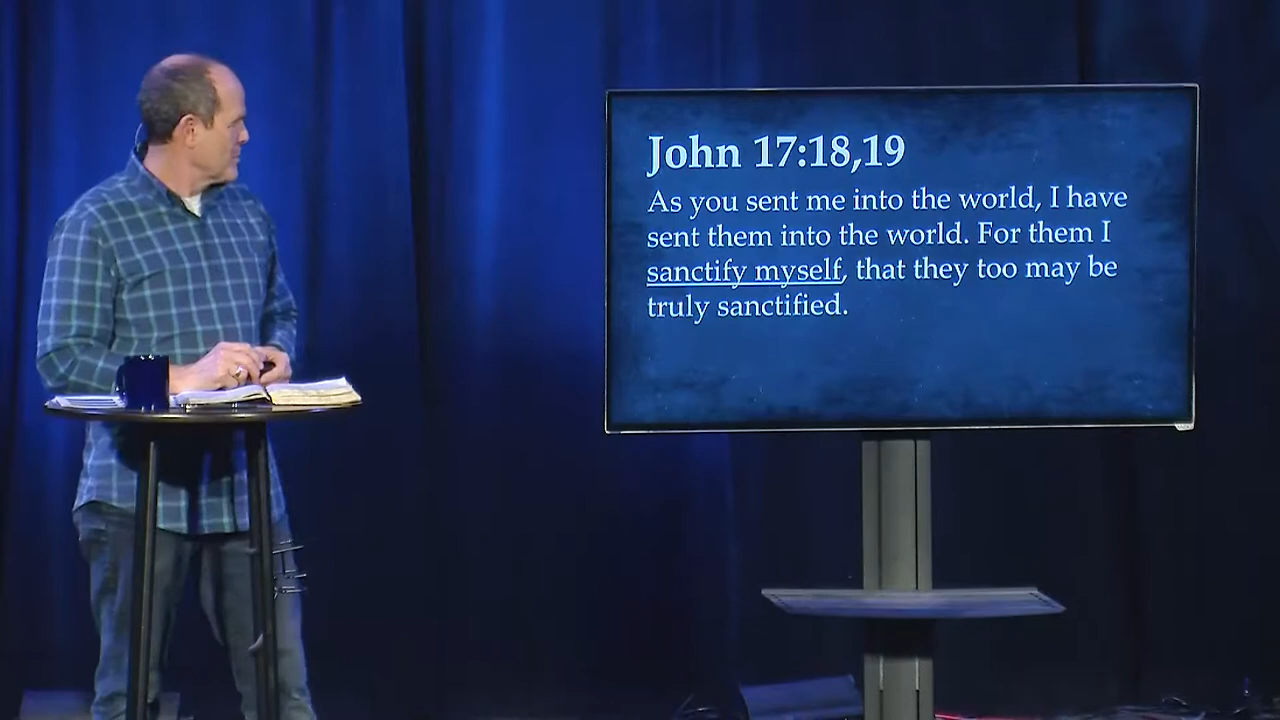 John 17:18,19
As you sent me into the world, I have
sent them into the world. For them I
sanctify myself, that they too may be
truly sanctified.